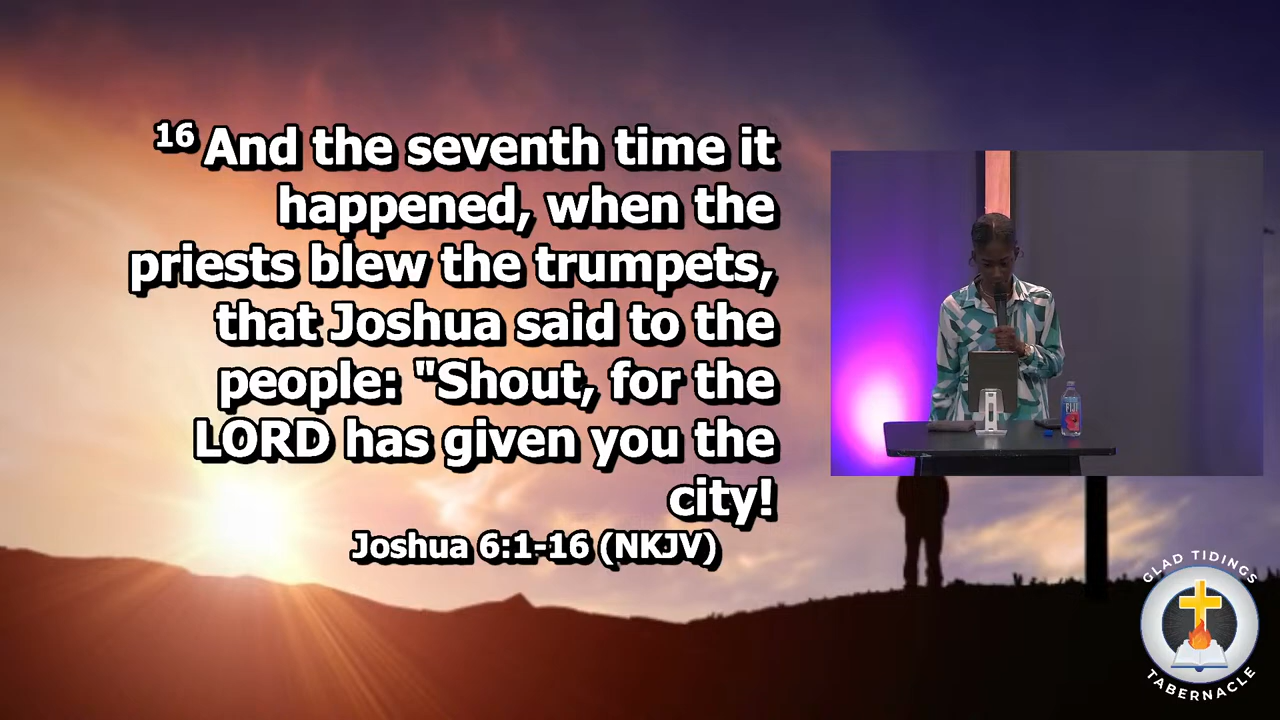 16 And the seventh time it
happened, when the
priests blew the trumpets,
that Joshua said to the
people: "Shout, for the
LORD has given you the
city!
Joshua 6:1-16 (NKJV)
FIJI
GLAD TIDINGS
TABERNACLE